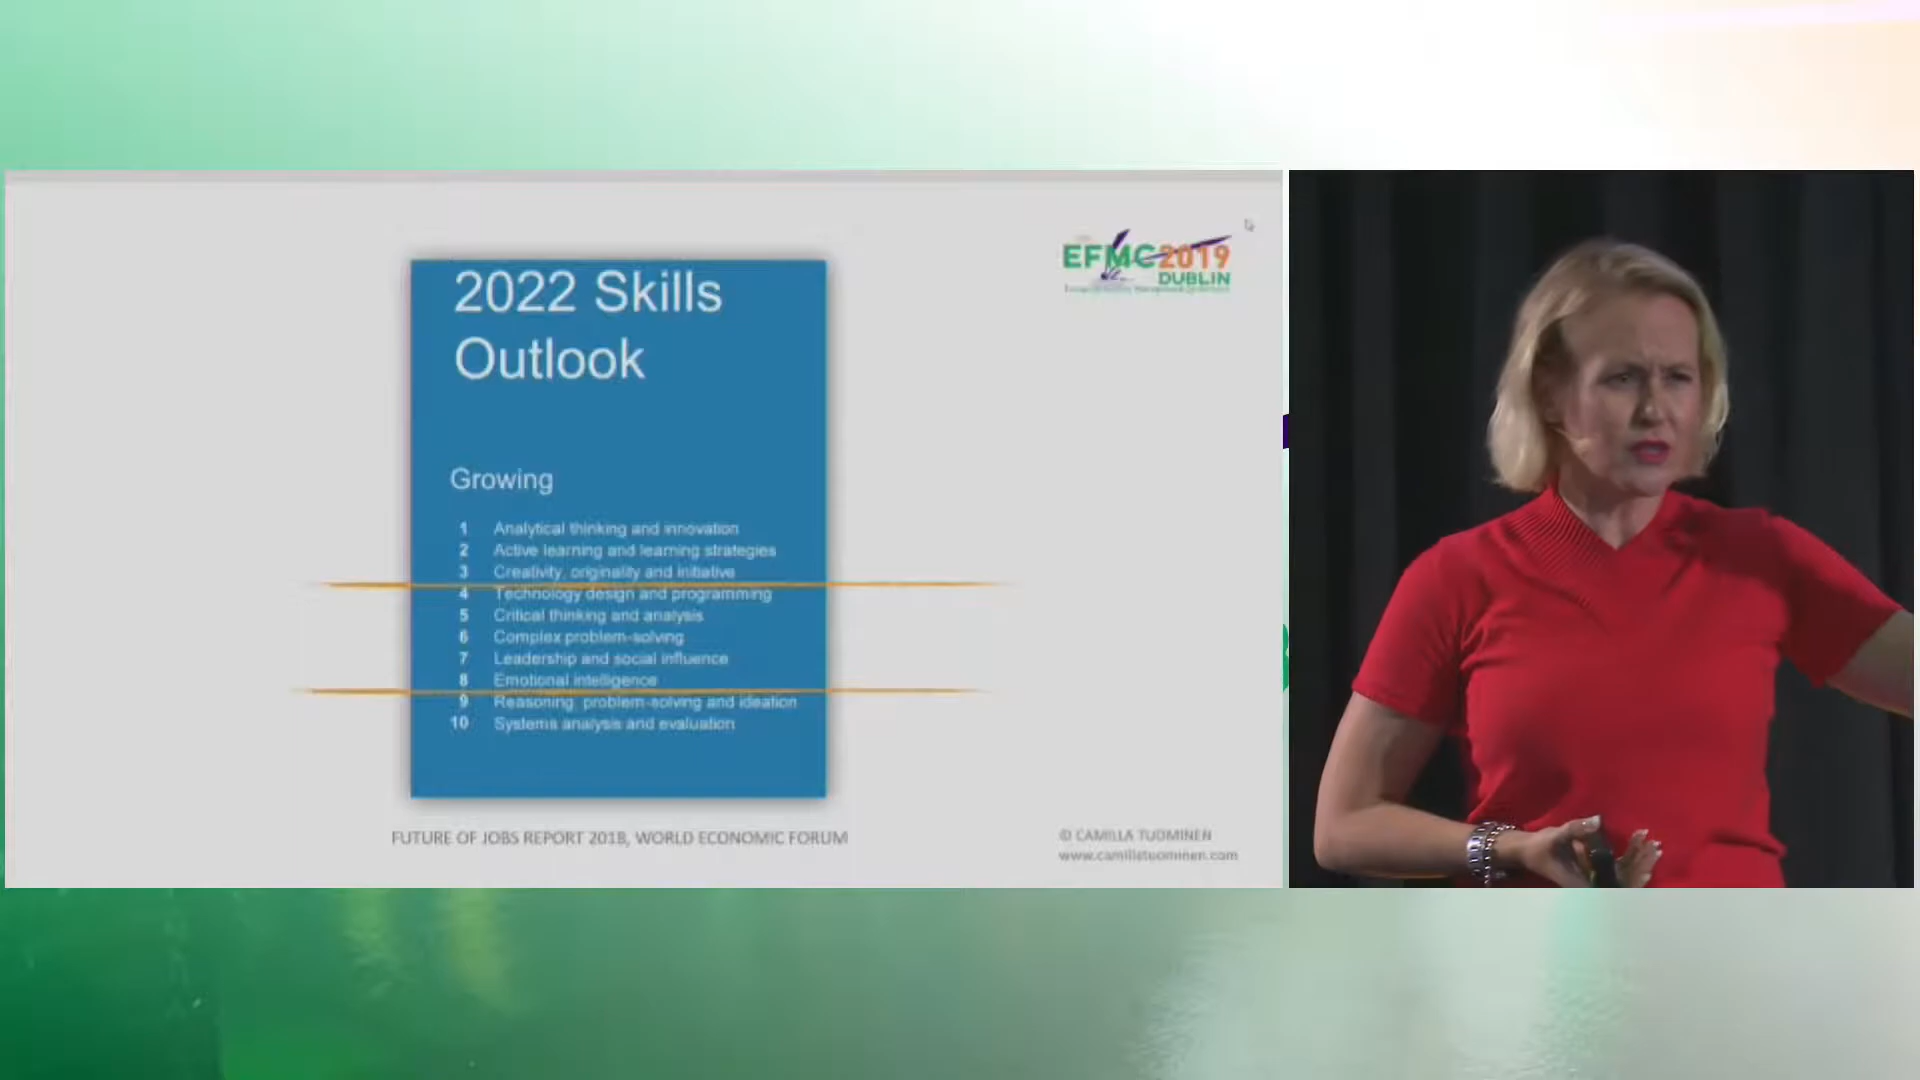 EFMC2019
DUBLIN
2022 Skills
Outlook
Growing
1 Analytical thinking and innovation
2 Active learning and learning strategies
3 Creativity, originality and initiative
4 Technology design and programming
5 Critical thinking and analysis
6 Complex problem-solving
7 Leadership and social influence
8 Emotional intelligence
9 Reasoning, problem-solving and ideation
10 Systems analysis and evaluation
FUTURE OF JOBS REPORT 2018, WORLD ECONOMIC FORUM
© CAMILLA TUOMINEN
www.camillatuominen.com